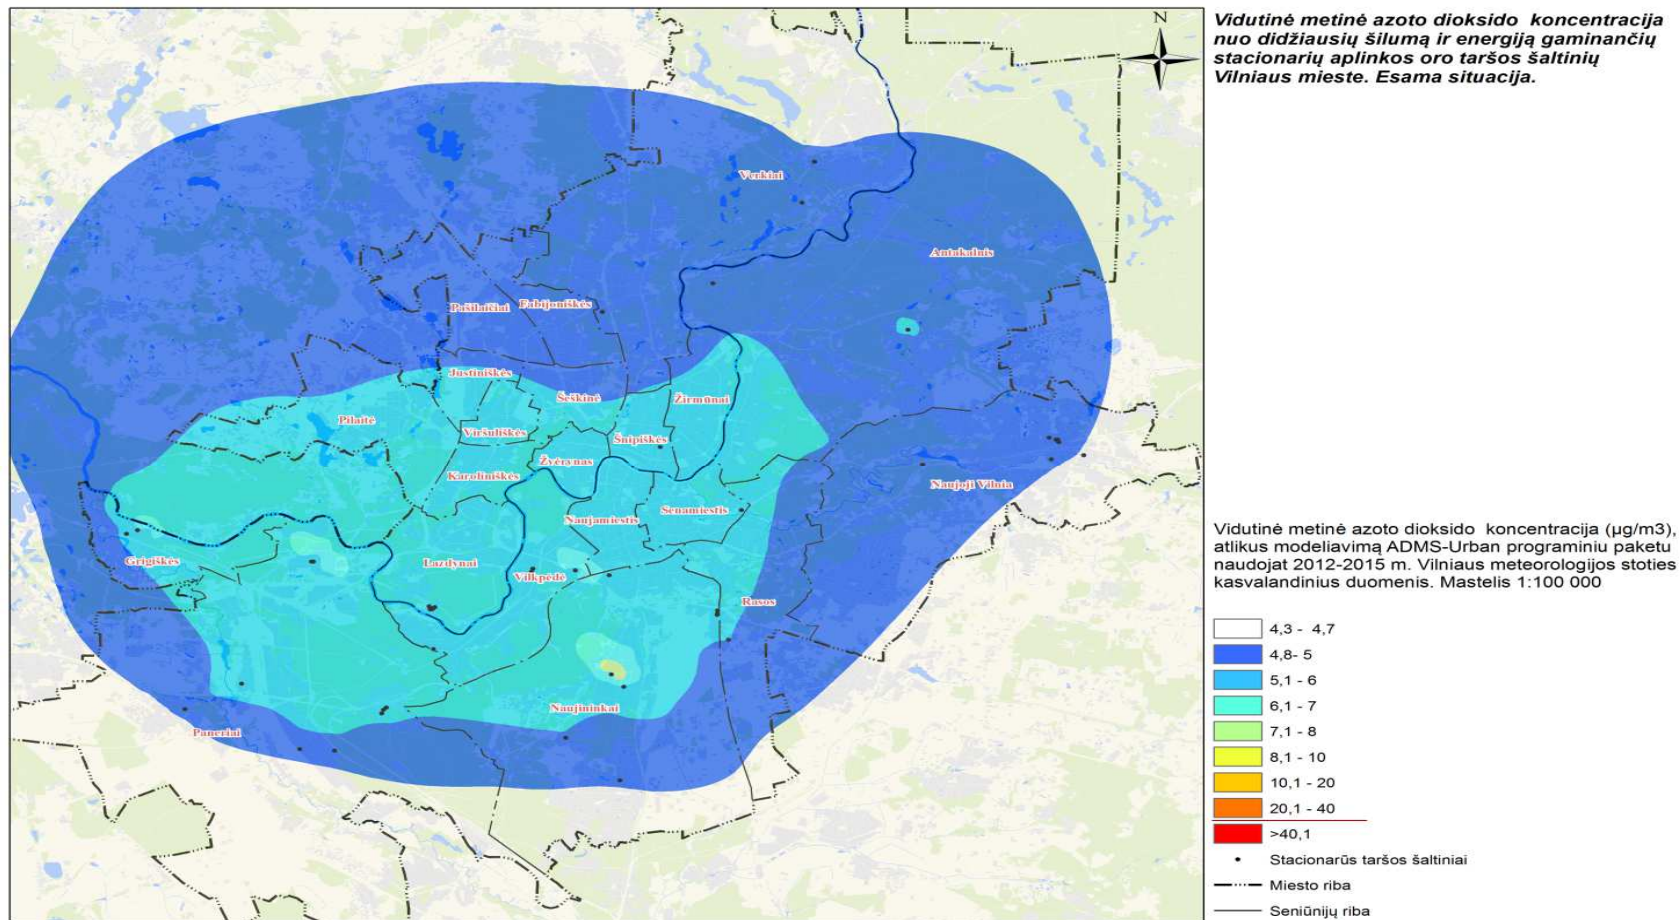 Vidutinė metinė azoto dioksido koncentracija
nuo didžiausių šilumą ir energiją gaminančių
stacionarių aplinkos oro taršos šaltinių
Vilniaus mieste. Esama situacija.
N
Verkiai
Antakalnis
Pašilaičiai
Fabijoniškės
Justiniškės
Šeškinė
Žirmūnai
Pilaitė
Viršuliškės
Šnipiškės
Žvėrynas
Karoliniškės
Naujoji Vilnia
Senamiestis
Naujamiestis
Grigiškės
Lazdynai
Vilkpėdė
Rasos
Naujininkai
Paneriai
Vidutinė metinė azoto dioksido koncentracija (µg/m3),
atlikus modeliavimą ADMS-Urban programiniu paketu
naudojat 2012-2015 m. Vilniaus meteorologijos stoties
kasvalandinius duomenis. Mastelis 1:100 000
4,3 - 4,7
4,8- 5
5,1 - 6
6,1 - 7
7,1 - 8
8,1 - 10
10,1 - 20
20,1 - 40
>40,1
Stacionarūs taršos šaltiniai
Miesto riba
Seniūnijų riba